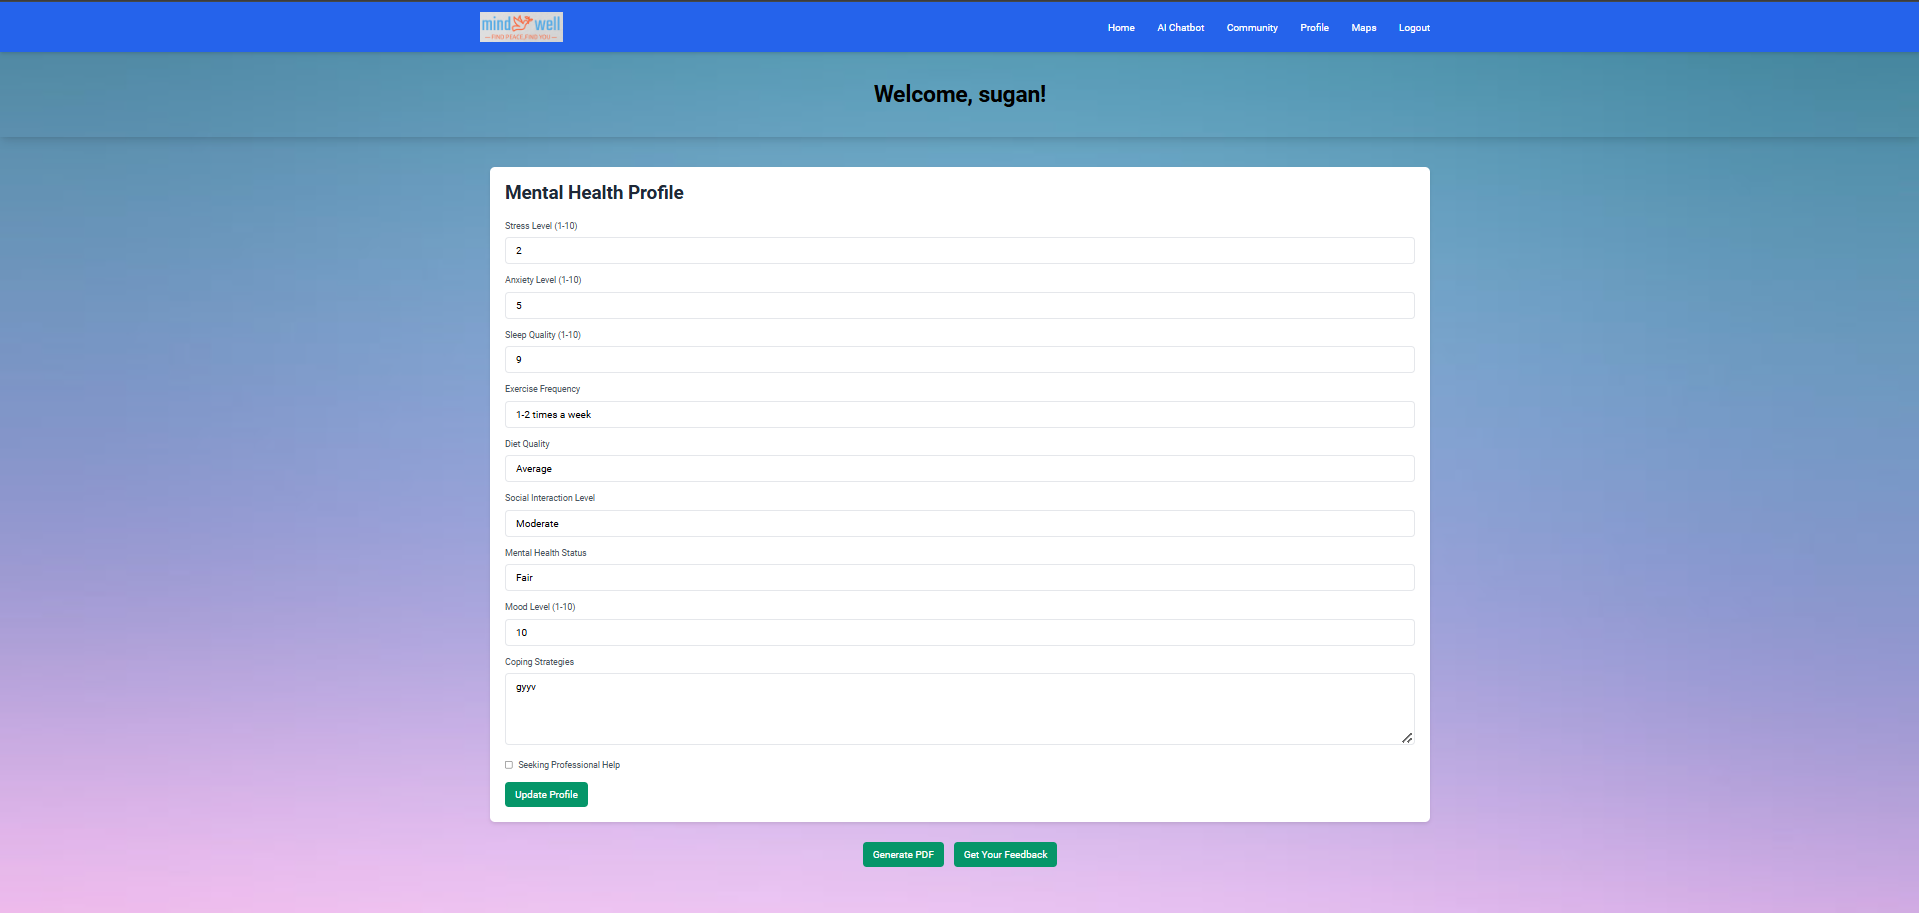 mind well
— FIND PEACE, FIND YOU —
Home AI Chatbot Community Profile Maps Logout
Welcome, sugan!
Mental Health Profile
Stress Level (1-10)
2
Anxiety Level (1-10)
5
Sleep Quality (1-10)
9
Exercise Frequency
1-2 times a week
Diet Quality
Average
Social Interaction Level
Moderate
Mental Health Status
Fair
Mood Level (1-10)
10
Coping Strategies
gyyv
Seeking Professional Help
Update Profile
Generate PDF Get Your Feedback